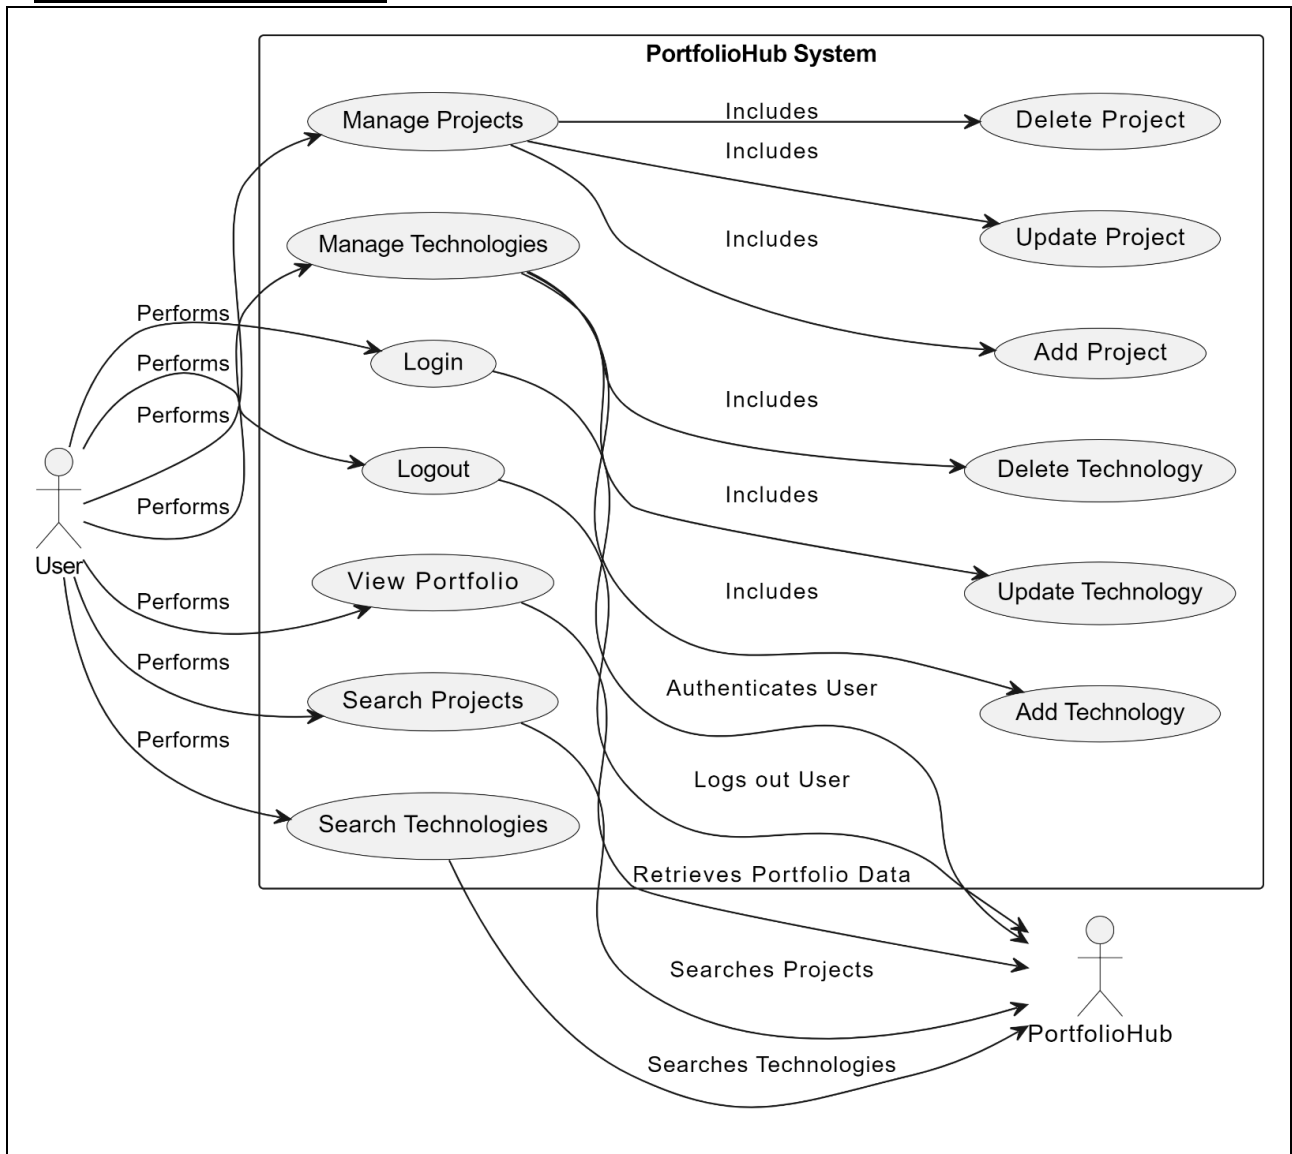 PortfolioHub System
Manage Projects
Includes
Delete Project
Includes
Update Project
Manage Technologies
Includes
Add Project
Performs
Login
Performs
Includes
Performs
Logout
Delete Technology
Includes
Performs
User
View Portfolio
Includes
Update Technology
Performs
Performs
Search Projects
Authenticates User
Add Technology
Performs
Logs out User
Search Technologies
Retrieves Portfolio Data
Searches Projects
PortfolioHub
Searches Technologies